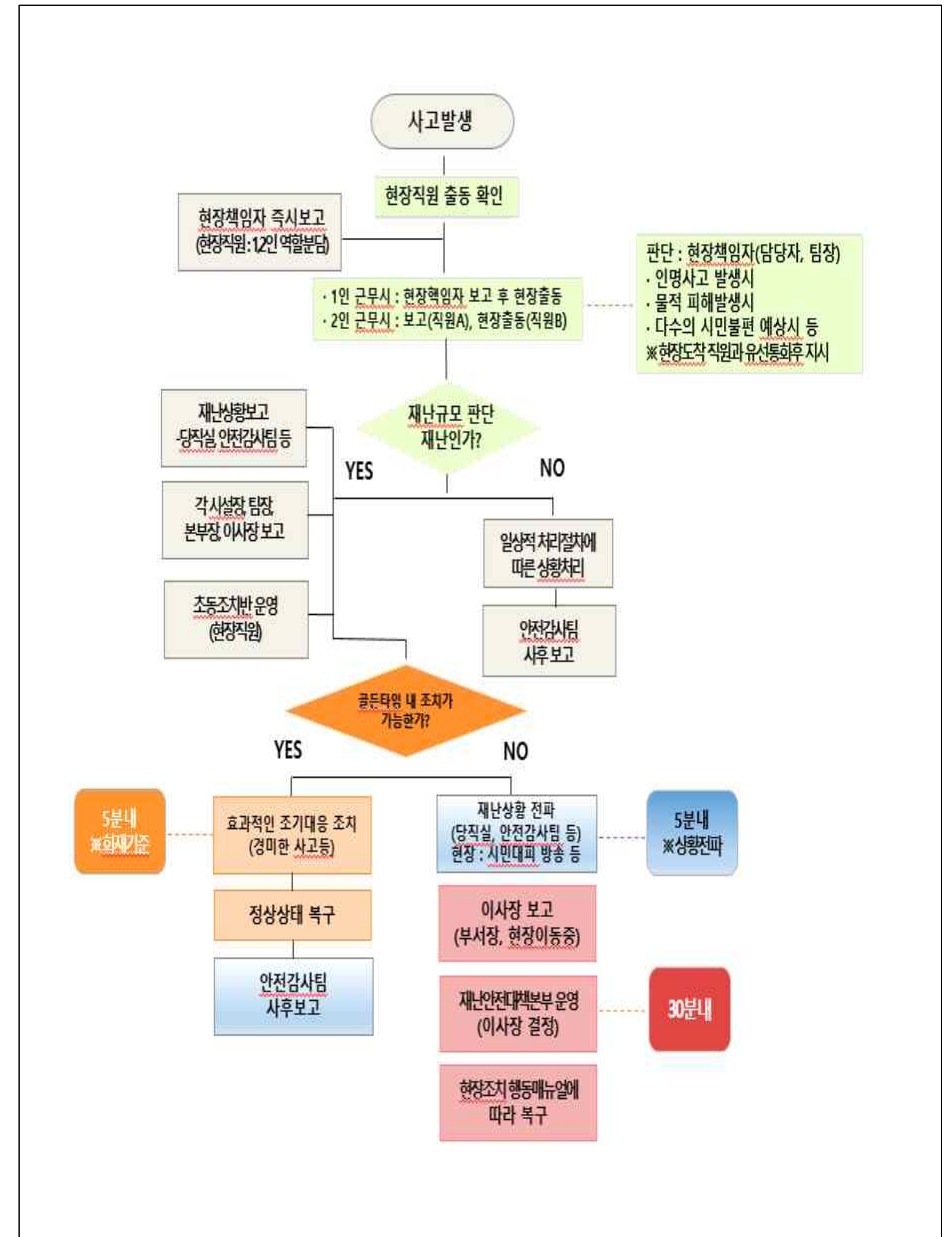 사고발생
현장직원 출동 확인
현장책임자 즉시보고
(현장직원 : 1,2인 역할분담)
· 1인 근무시 : 현장핵임자 보고 후 현장출동
· 2인 근무시 : 보고(직원A), 현장출동(직원B)
판단 : 현장책임자(담당자, 팀장)
· 인명사고 발생시
· 물적 피해발생시
· 다수의 시민불편 예상시 등
※현장도착 직원과 유선통화후 지시
재난규모 판단
재난인가?
YES
NO
재난상황보고
-당직실, 안전감사팀 등
각 시설장, 팀장,
본부장, 이사장 보고
초동조치반 운영
(현장직원)
일상적 처리절차에
따른 상황처리
안전감사팀
사후 보고
골든타임 내 조치가
가능한가?
YES
NO
5분내
※화재기준
효과적인 조기대응 조치
(경미한 사고등)
정상상태 복구
안전감사팀
사후보고
재난상황 전파
(당직실, 안전감사팀 등)
현장 : 시민대피 방송 등
5분내
※상황전파
이사장 보고
(부서장, 현장이동중)
재난안전대책본부 운영
(이사장 결정)
30분내
현장조치 행동매뉴얼에
따라 복구